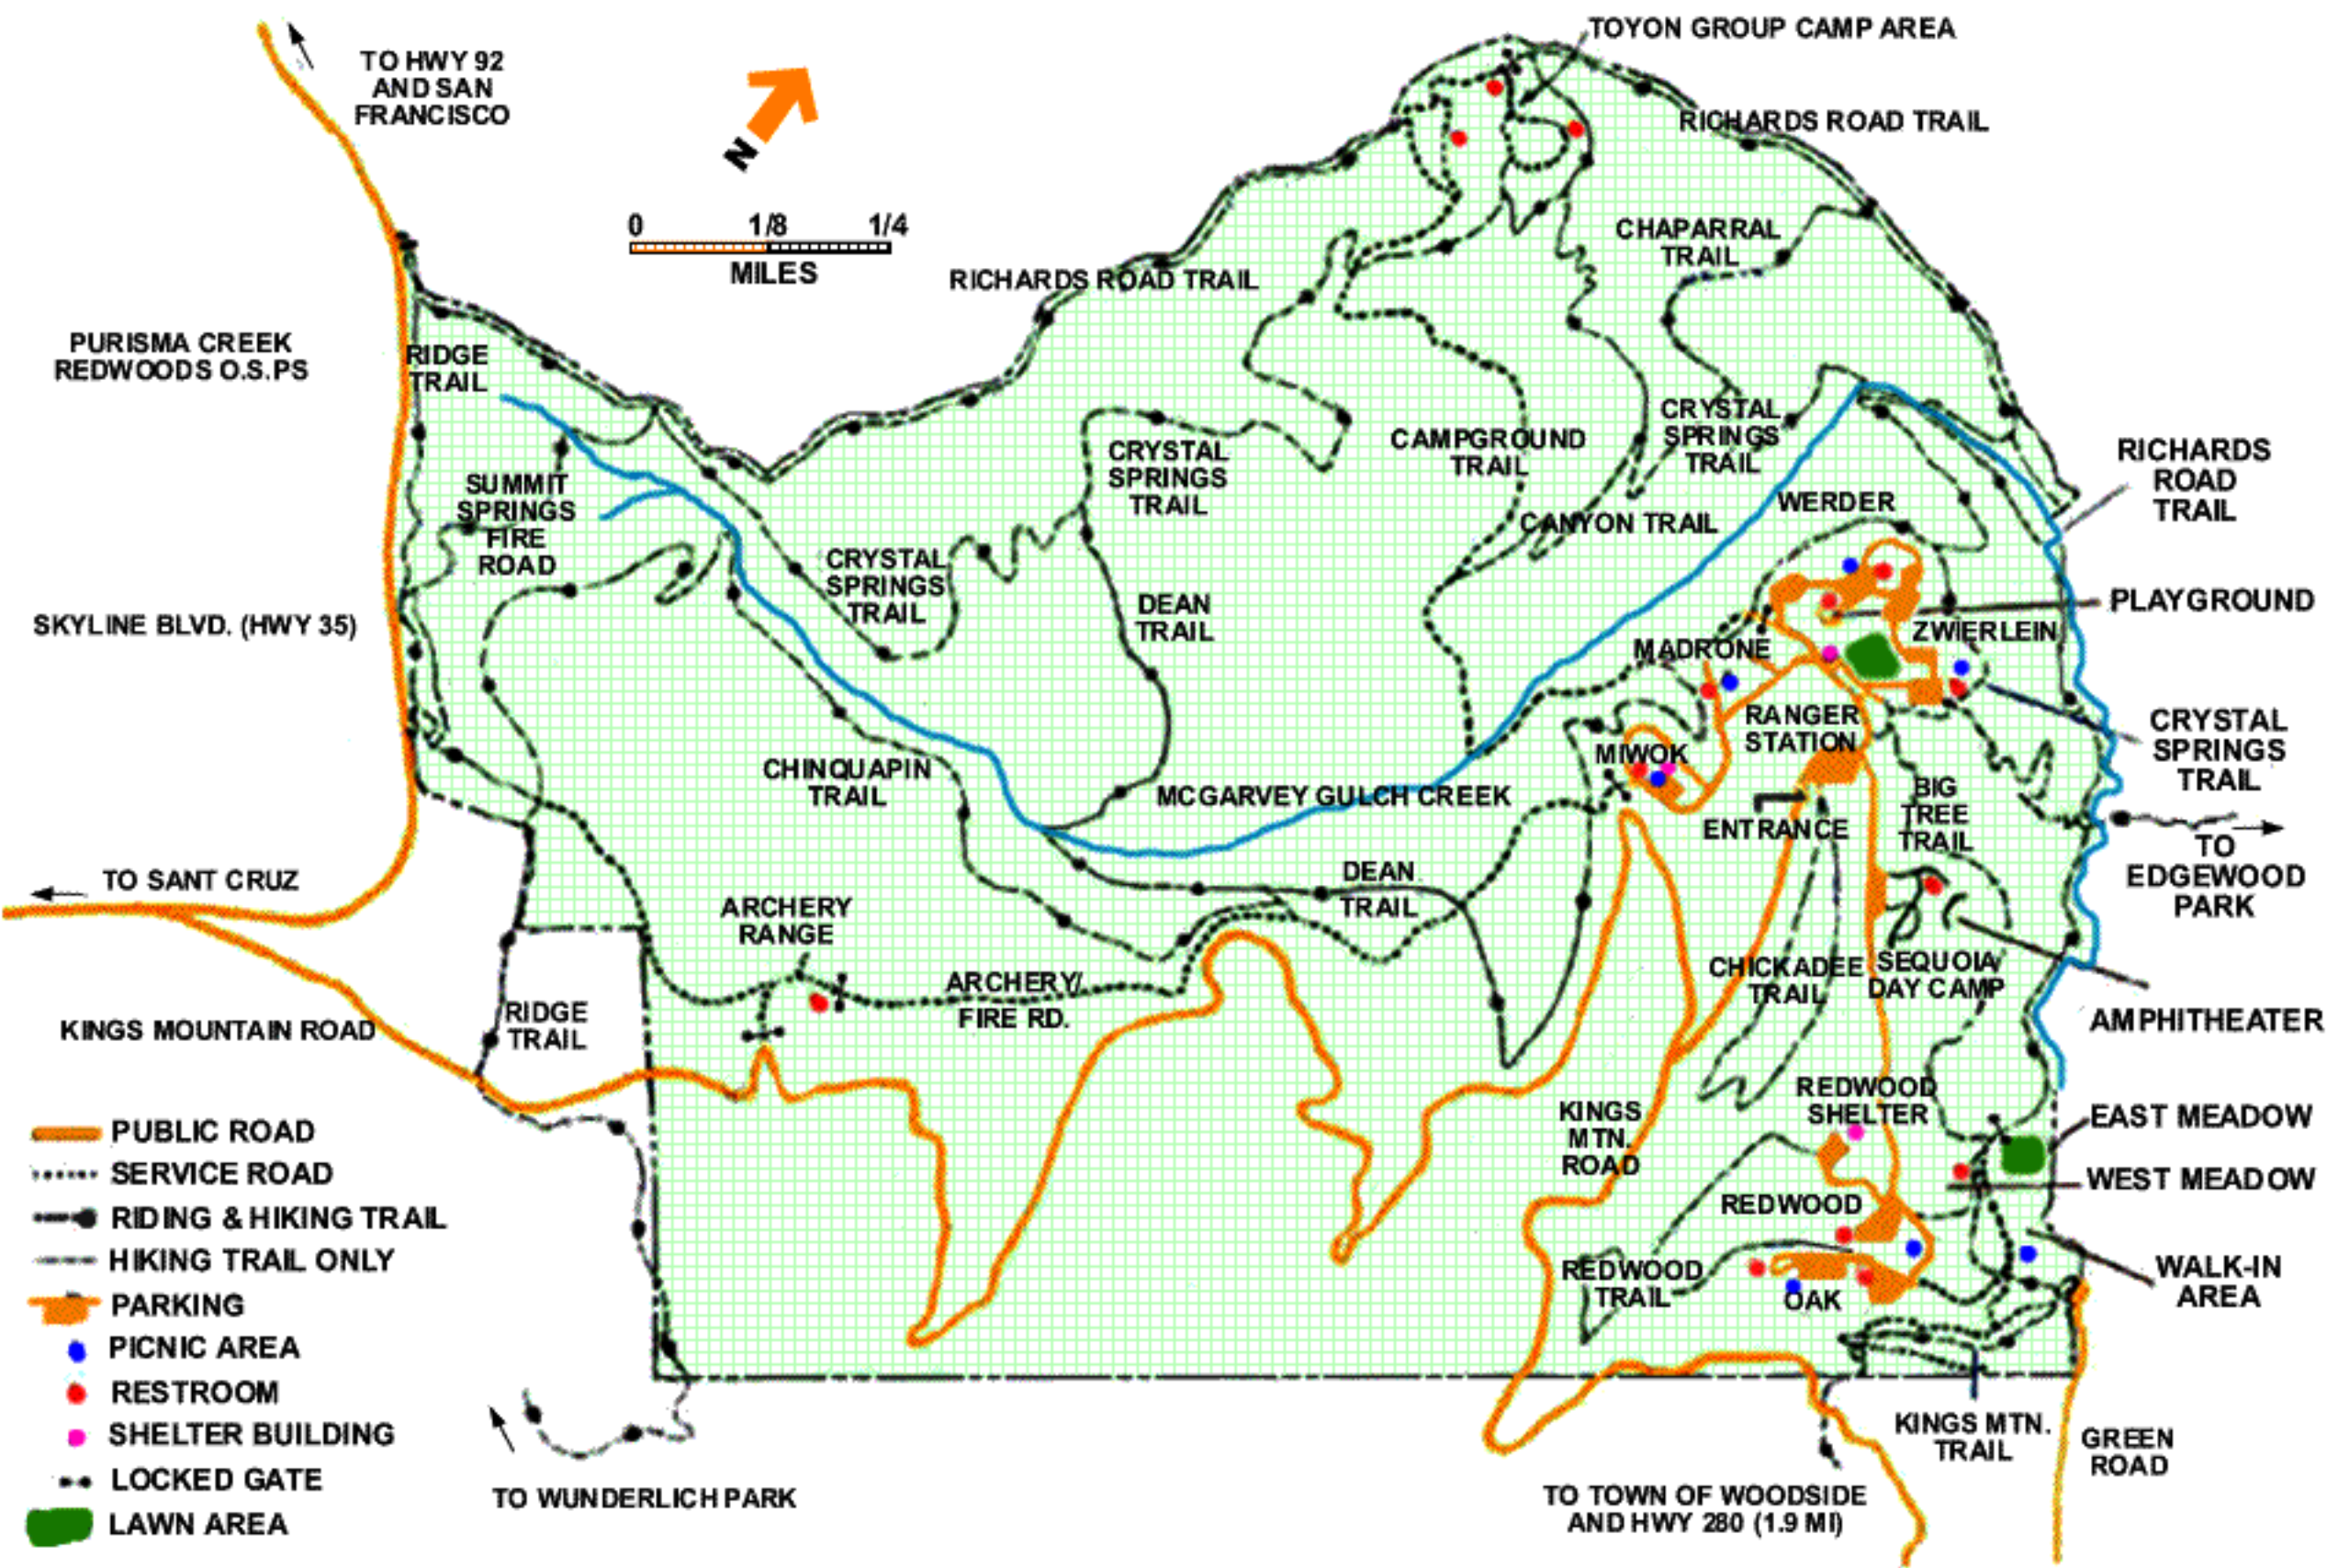 TOYON GROUP CAMP AREA
TO HWY 92
AND SAN
FRANCISCO
RICHARDS ROAD TRAIL
N
0 1/8 1/4
MILES
CHAPARRAL
TRAIL
RICHARDS ROAD TRAIL
PURISMA CREEK
REDWOODS O.S.PS
RIDGE
TRAIL
CRYSTAL
SPRINGS
TRAIL
CAMPGROUND
TRAIL
CRYSTAL
SPRINGS
TRAIL
RICHARDS
ROAD
TRAIL
SUMMIT
SPRINGS
FIRE
ROAD
WERDER
CANYON TRAIL
CRYSTAL
SPRINGS
TRAIL
DEAN
TRAIL
PLAYGROUND
SKYLINE BLVD. (HWY 35)
ZWIERLEIN
MADRONE
RANGER
STATION
CRYSTAL
SPRINGS
TRAIL
MIWOK
CHINQUAPIN
TRAIL
MCGARVEY GULCH CREEK
BIG
TREE
TRAIL
ENTRANCE
TO
EDGEWOOD
PARK
TO SANT CRUZ
DEAN
TRAIL
ARCHERY
RANGE
CHICKADEE
TRAIL
SEQUOIA
DAY CAMP
ARCHERY/
FIRE RD.
AMPHITHEATER
KINGS MOUNTAIN ROAD
RIDGE
TRAIL
REDWOOD
SHELTER
KINGS
MTN.
ROAD
EAST MEADOW
WEST MEADOW
REDWOOD
REDWOOD
TRAIL
OAK
WALK-IN
AREA
PUBLIC ROAD
SERVICE ROAD
RIDING & HIKING TRAIL
HIKING TRAIL ONLY
PARKING
PICNIC AREA
RESTROOM
SHELTER BUILDING
LOCKED GATE
LAWN AREA
TO WUNDERLICH PARK
KINGS MTN.
TRAIL
GREEN
ROAD
TO TOWN OF WOODSIDE
AND HWY 280 (1.9 MI)